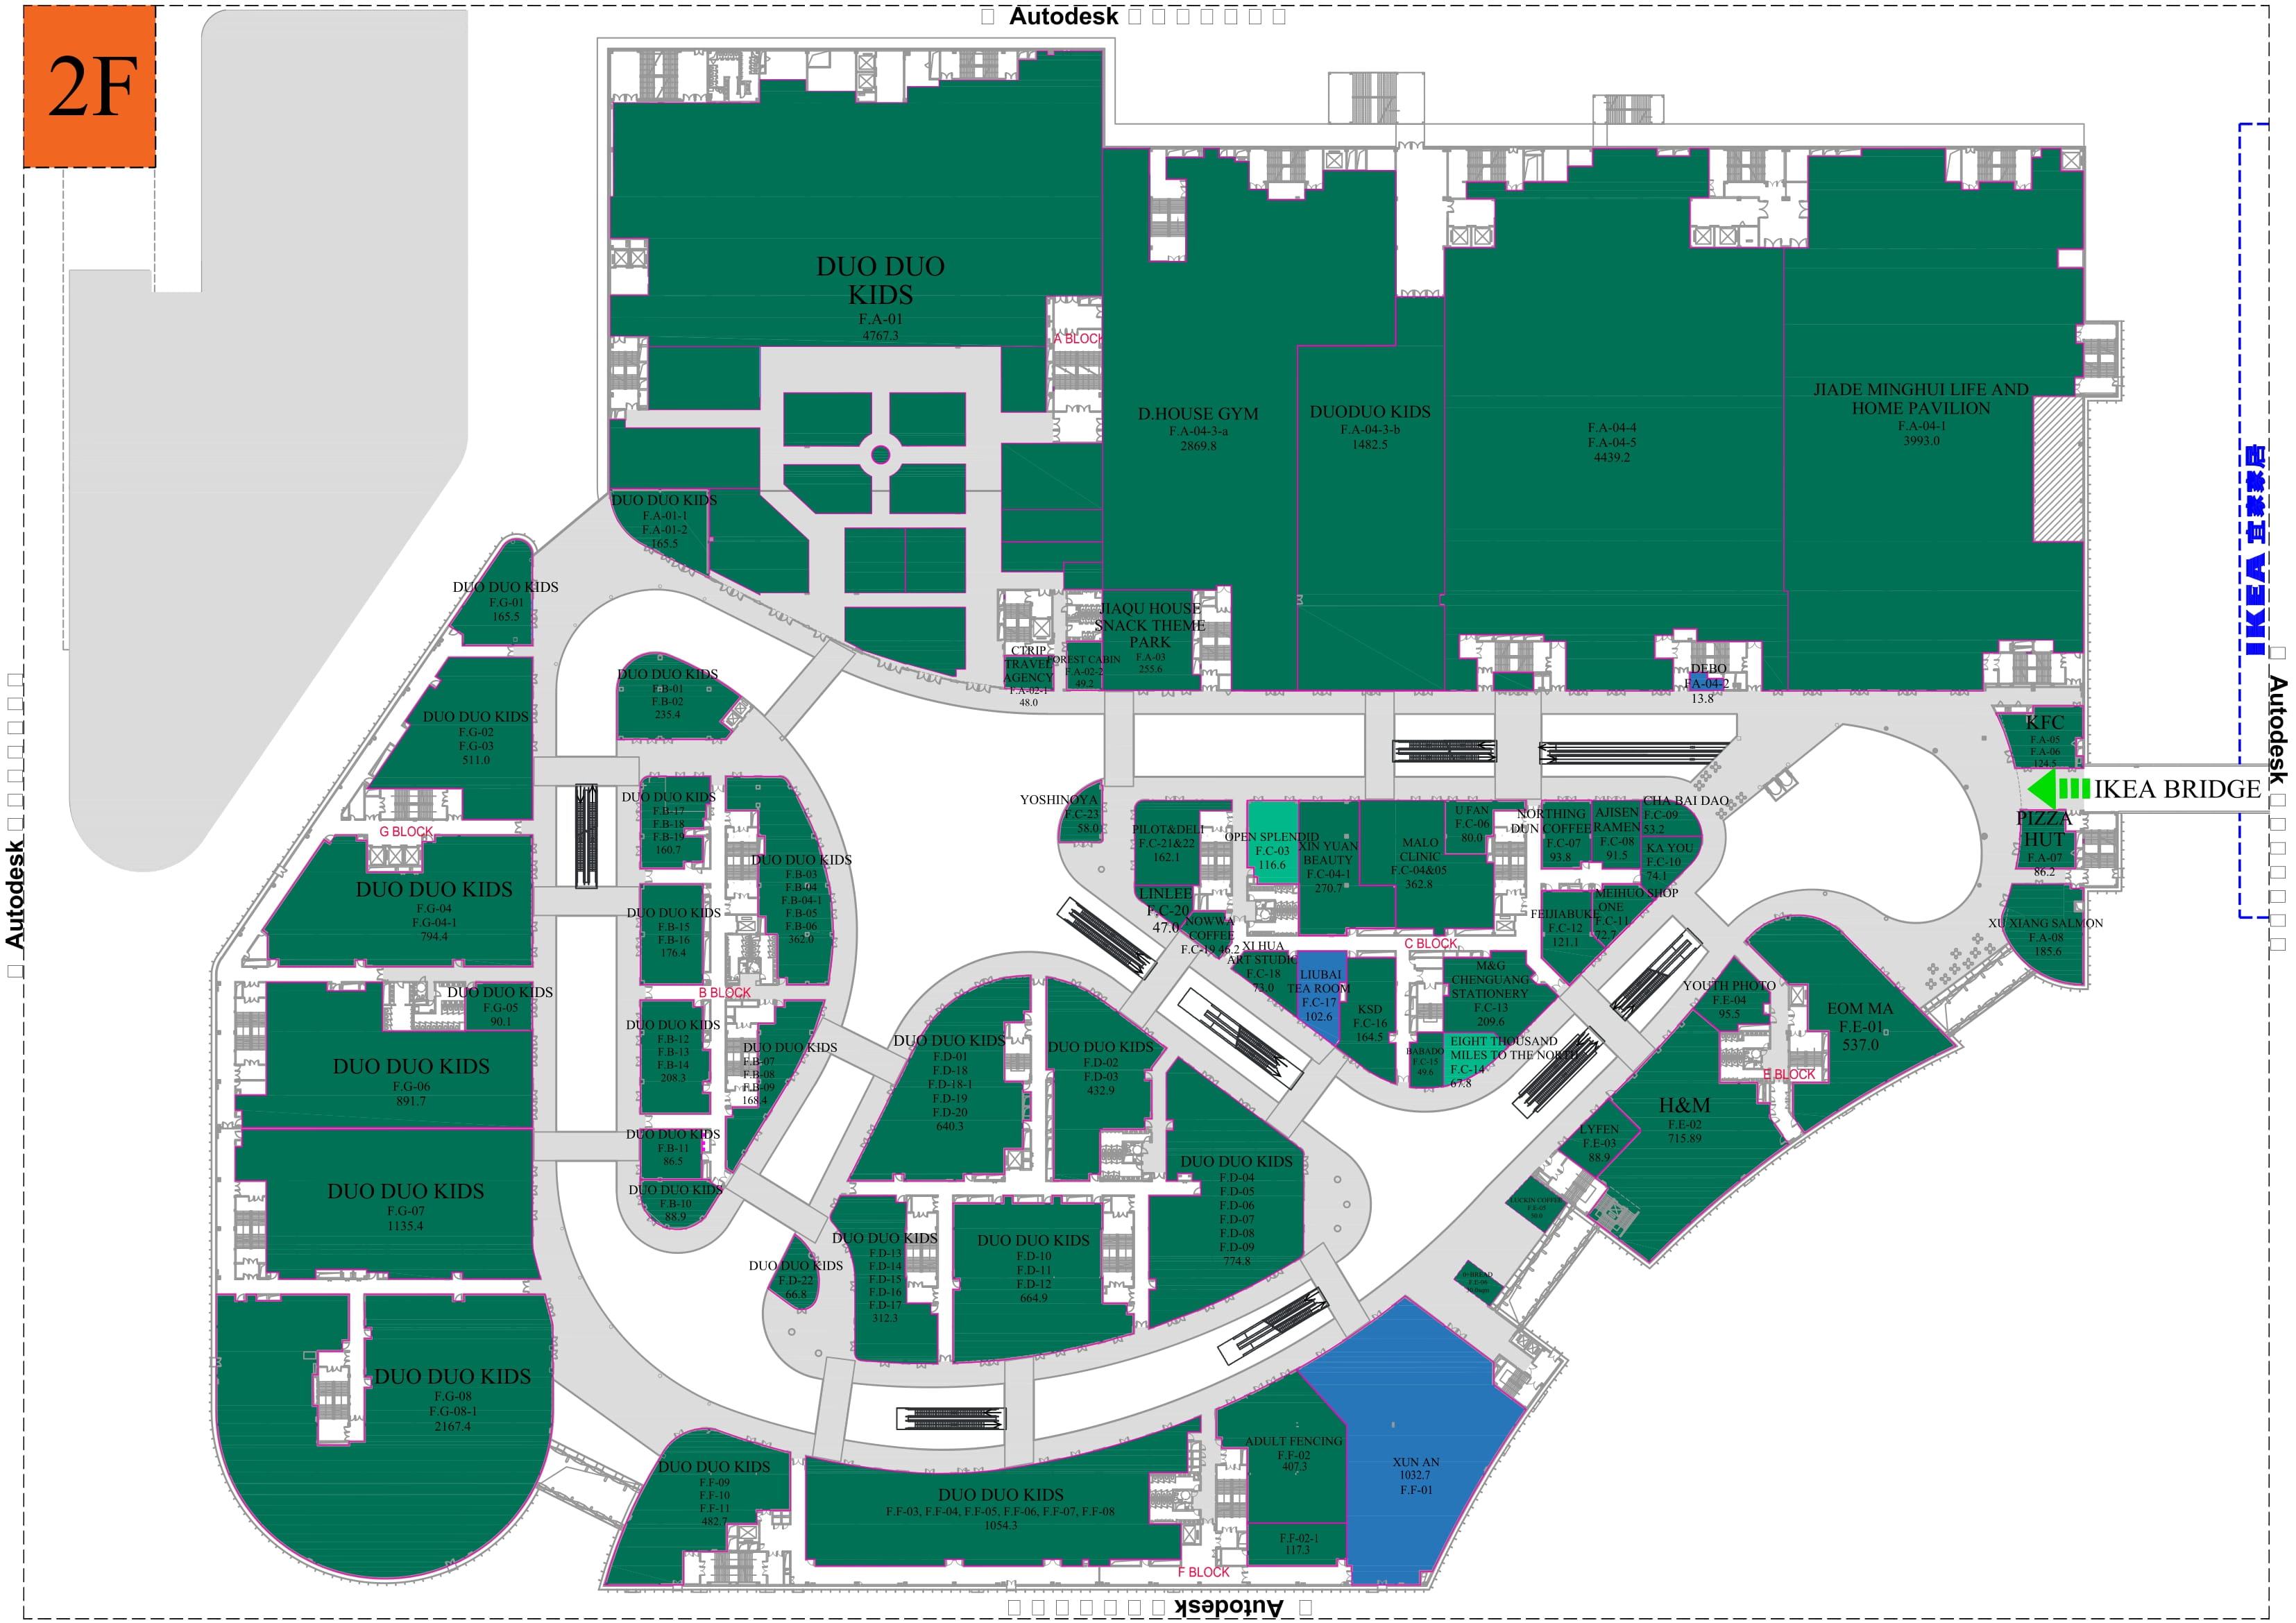 Autodesk
2F
DUO DUO
KIDS
F.A-01
4767.3
A BLOCK
D.HOUSE GYM
F.A-04-3-a
2869.8
DUODUO KIDS
F.A-04-3-b
1482.5
F.A-04-4
F.A-04-5
4439.2
JIADE MINGHUI LIFE AND
HOME PAVILION
F.A-04-1
3993.0
DUO DUO KIDS
F.A-01-1
F.A-01-2
165.5
JIAQU HOUSE
SNACK THEME
PARK
F.A-03
255.6
CTRIP
TRAVEL
AGENCY
F.A-02-1
48.0
FOREST CABIN
F.A-02-2
49.2
DEBO
F.A-04-2
13.8
KFC
F.A-05
F.A-06
124.5
IKEA BRIDGE
PIZZA
HUT
F.A-07
86.2
XU XIANG SALMON
F.A-08
185.6
IKEA 宜家家居
Autodesk
Autodesk
DUO DUO KIDS
F.G-01
165.5
DUO DUO KIDS
F.G-02
F.G-03
511.0
G BLOCK
DUO DUO KIDS
F.G-04
F.G-04-1
794.4
DUO DUO KIDS
F.G-05
90.1
DUO DUO KIDS
F.G-06
891.7
DUO DUO KIDS
F.G-07
1135.4
DUO DUO KIDS
F.G-08
F.G-08-1
2167.4
DUO DUO KIDS
F.B-01
F.B-02
235.4
DUO DUO KIDS
F.B-17
F.B-18
F.B-19
160.7
DUO DUO KIDS
F.B-03
F.B-04
F.B-04-1
F.B-05
F.B-06
362.0
DUO DUO KIDS
F.B-15
F.B-16
176.4
B BLOCK
DUO DUO KIDS
F.B-12
F.B-13
F.B-14
208.3
DUO DUO KIDS
F.B-07
F.B-08
F.B-09
168.4
DUO DUO KIDS
F.B-11
86.5
DUO DUO KIDS
F.B-10
88.9
YOSHINOYA
F.C-23
58.0
PILOT&DELI
F.C-21&22
162.1
LINLEE
F.C-20
47.0
NOWWA
COFFEE
F.C-19,46.2
OPEN SPLENDID
F.C-03
116.6
XIN YUAN
BEAUTY
F.C-04-1
270.7
MALO
CLINIC
F.C-04&05
362.8
U FAN
F.C-06
80.0
NORTHING
DUN COFFEE
F.C-07
93.8
AJISEN
RAMEN
F.C-08
91.5
CHA BAI DAO
F.C-09
53.2
KA YOU
F.C-10
74.1
MEIHUO SHOP
ONE
F.C-11
72.7
FEIJIABUKE
F.C-12
121.1
C BLOCK
XI HUA
ART STUDIO
F.C-18
73.0
LIUBAI
TEA ROOM
F.C-17
102.6
KSD
F.C-16
164.5
M&G
CHENGUANG
STATIONERY
F.C-13
209.6
BABADO
F.C-15
49.6
EIGHT THOUSAND
MILES TO THE NORTH
F.C-14
67.8
YOUTH PHOTO
F.E-04
95.5
EOM MA
F.E-01
537.0
E BLOCK
H&M
F.E-02
715.89
LYFEN
F.E-03
88.9
LUCKIN COFFEE
F.E-05
DUO DUO KIDS
F.D-01
F.D-18
F.D-18-1
F.D-19
F.D-20
640.3
DUO DUO KIDS
F.D-02
F.D-03
432.9
DUO DUO KIDS
F.D-04
F.D-05
F.D-06
F.D-07
F.D-08
F.D-09
774.8
DUO DUO KIDS
F.D-22
66.8
DUO DUO KIDS
F.D-13
F.D-14
F.D-15
F.D-16
F.D-17
312.3
DUO DUO KIDS
F.D-10
F.D-11
F.D-12
664.9
DUO DUO KIDS
F.F-09
F.F-10
F.F-11
482.7
DUO DUO KIDS
F.F-03, F.F-04, F.F-05, F.F-06, F.F-07, F.F-08
1054.3
ADULT FENCING
F.F-02
407.3
F.F-02-1
117.3
XUN AN
1032.7
F.F-01
F BLOCK
Autodesk